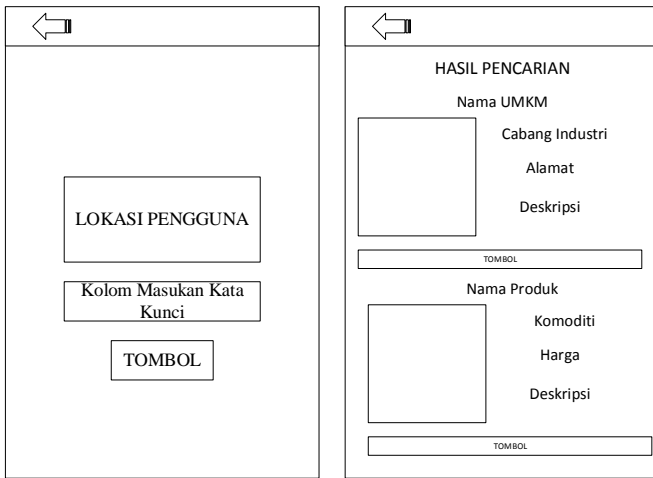 LOKASI PENGGUNA
Kolom Masukan Kata
Kunci
TOMBOL
HASIL PENCARIAN
Nama UMKM
Cabang Industri
Alamat
Deskripsi
TOMBOL
Nama Produk
Komoditi
Harga
Deskripsi
TOMBOL